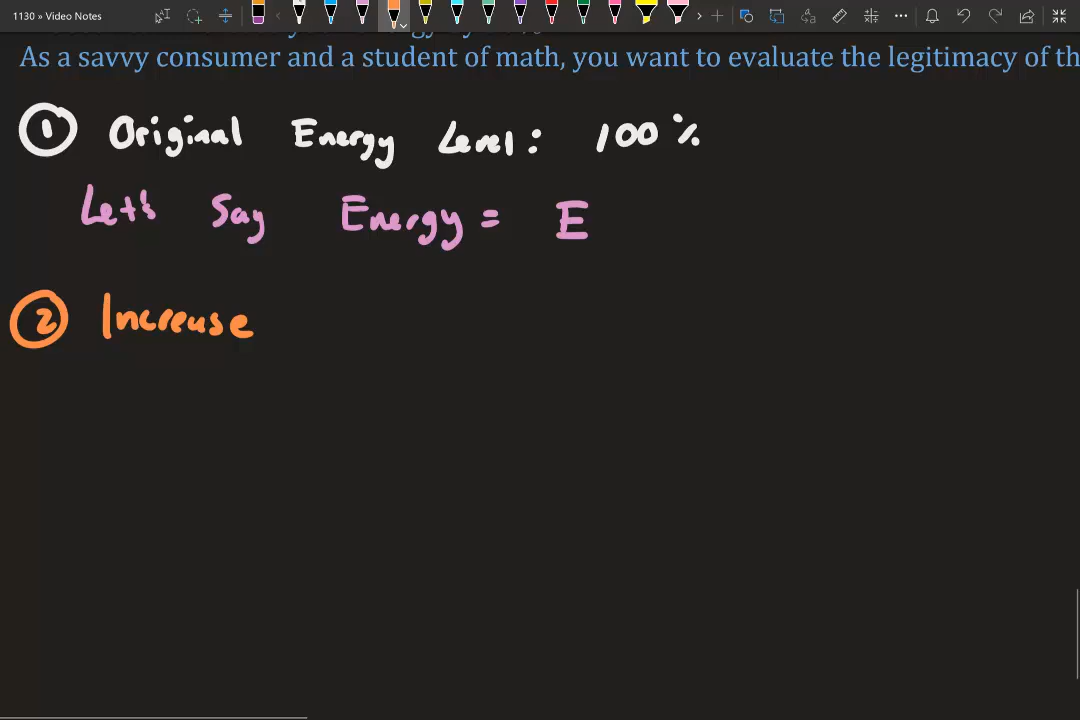 1130 » Video Notes
As a savvy consumer and a student of math, you want to evaluate the legitimacy of th
① Original Energy Level: 100%
Let's Say Energy = E
② Increase